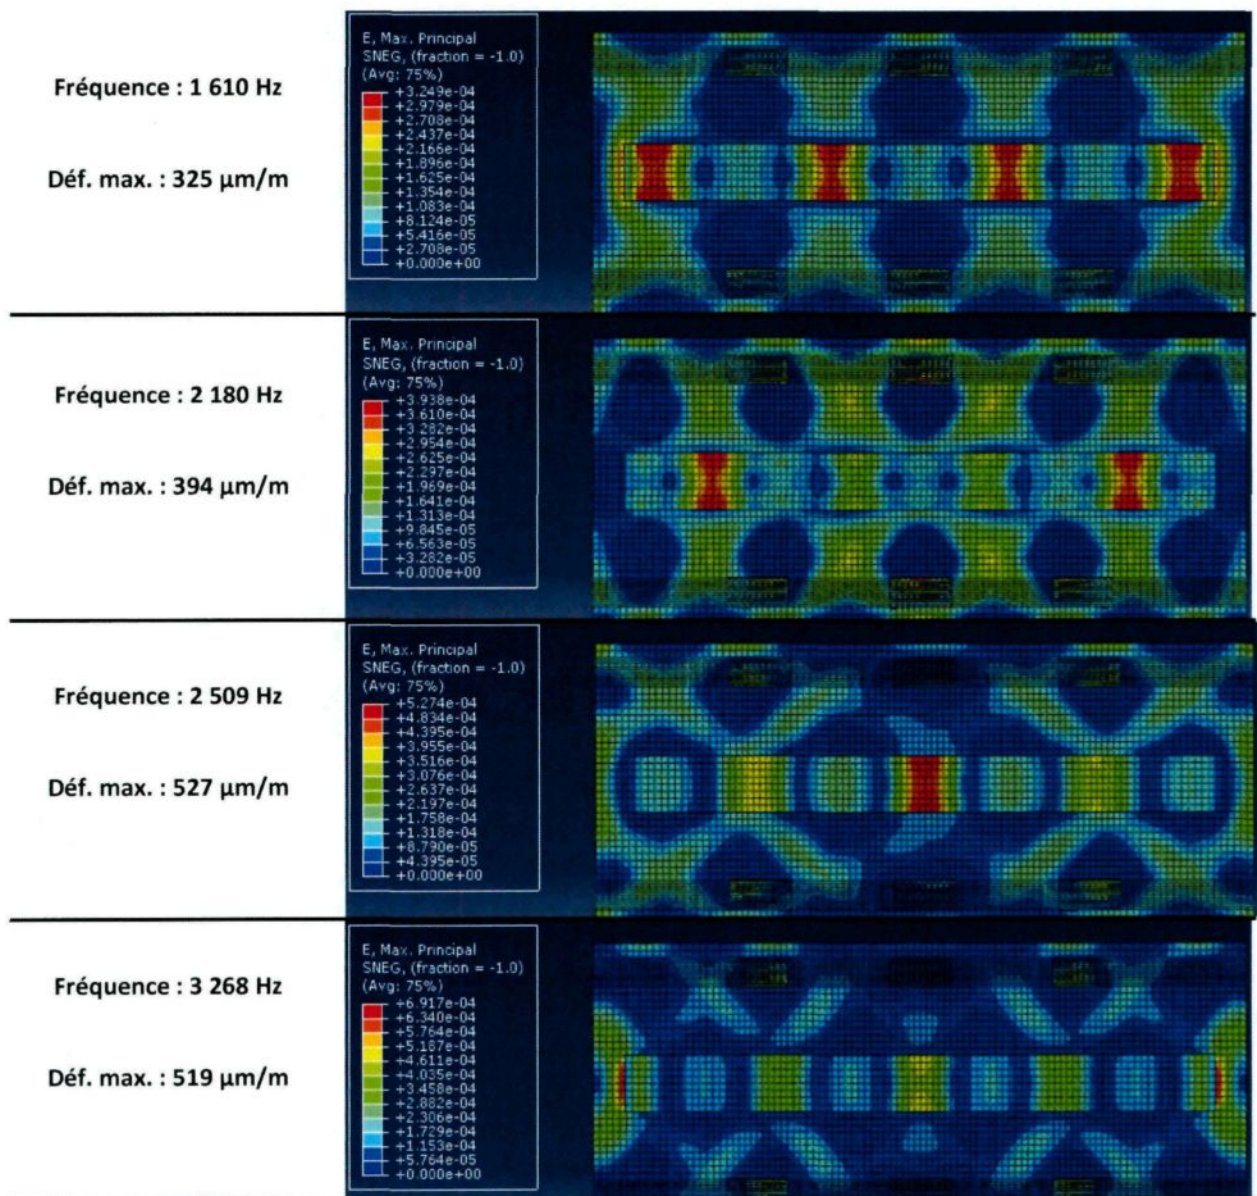 Fréquence : 1 610 Hz
Déf. max. : 325 µm/m
E, Max. Principal
SNEG, (fraction = -1.0)
(Avg: 75%)
+3.249e-04
+2.979e-04
+2.708e-04
+2.437e-04
+2.166e-04
+1.896e-04
+1.625e-04
+1.354e-04
+1.083e-04
+8.124e-05
+5.416e-05
+2.708e-05
+0.000e+00
Fréquence : 2 180 Hz
Déf. max. : 394 µm/m
E, Max. Principal
SNEG, (fraction = -1.0)
(Avg: 75%)
+3.938e-04
+3.610e-04
+3.282e-04
+2.954e-04
+2.625e-04
+2.297e-04
+1.969e-04
+1.641e-04
+1.313e-04
+9.845e-05
+6.563e-05
+3.282e-05
+0.000e+00
Fréquence : 2 509 Hz
Déf. max. : 527 µm/m
E, Max. Principal
SNEG, (fraction = -1.0)
(Avg: 75%)
+5.274e-04
+4.834e-04
+4.395e-04
+3.955e-04
+3.516e-04
+3.076e-04
+2.637e-04
+2.197e-04
+1.758e-04
+1.318e-04
+8.790e-05
+4.395e-05
+0.000e+00
Fréquence : 3 268 Hz
Déf. max. : 519 µm/m
E, Max. Principal
SNEG, (fraction = -1.0)
(Avg: 75%)
+6.917e-04
+6.340e-04
+5.764e-04
+5.187e-04
+4.611e-04
+4.035e-04
+3.458e-04
+2.882e-04
+2.306e-04
+1.729e-04
+1.153e-04
+5.764e-05
+0.000e+00